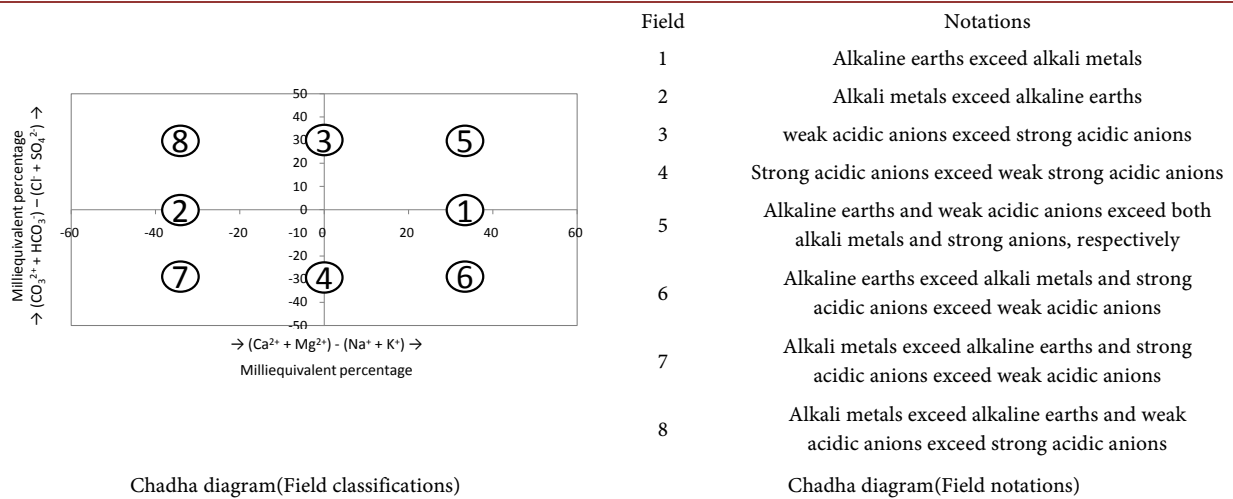 Field Notations
1 Alkaline earths exceed alkali metals
2 Alkali metals exceed alkaline earths
3 weak acidic anions exceed strong acidic anions
4 Strong acidic anions exceed weak strong acidic anions
5 Alkaline earths and weak acidic anions exceed both
alkali metals and strong anions, respectively
6 Alkaline earths exceed alkali metals and strong
acidic anions exceed weak acidic anions
7 Alkali metals exceed alkaline earths and strong
acidic anions exceed weak acidic anions
8 Alkali metals exceed alkaline earths and weak
acidic anions exceed strong acidic anions
Milliequivalent percentage
→ (CO₃²⁺ + HCO₃⁻) – (Cl⁻ + SO₄²⁻) →
50
40
30
20
10
0
-10
-20
-30
-40
-50
-60 -40 -20 0 20 40 60
8 3 5
2 1
7 4 6
→ (Ca²⁺ + Mg²⁺) - (Na⁺ + K⁺) →
Milliequivalent percentage
Chadha diagram(Field classifications)
Chadha diagram(Field notations)